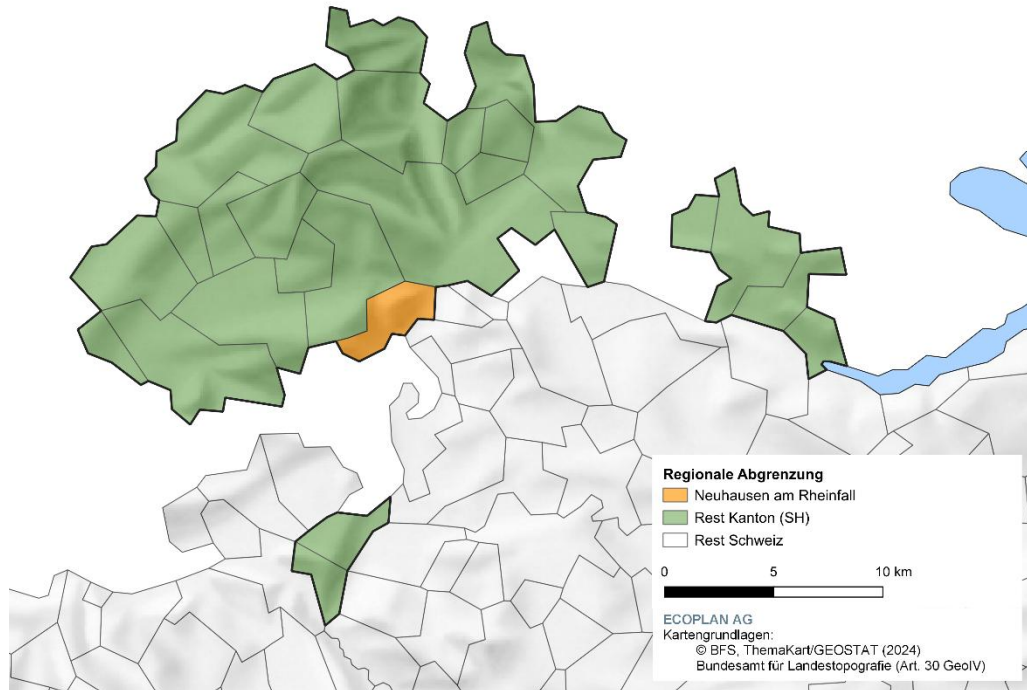 Regionale Abgrenzung
Neuhausen am Rheinfall
Rest Kanton (SH)
Rest Schweiz
0 5 10 km
ECOPLAN AG
Kartengrundlagen:
© BFS, ThemaKart/GEOSTAT (2024)
Bundesamt für Landestopografie (Art. 30 GeoIV)